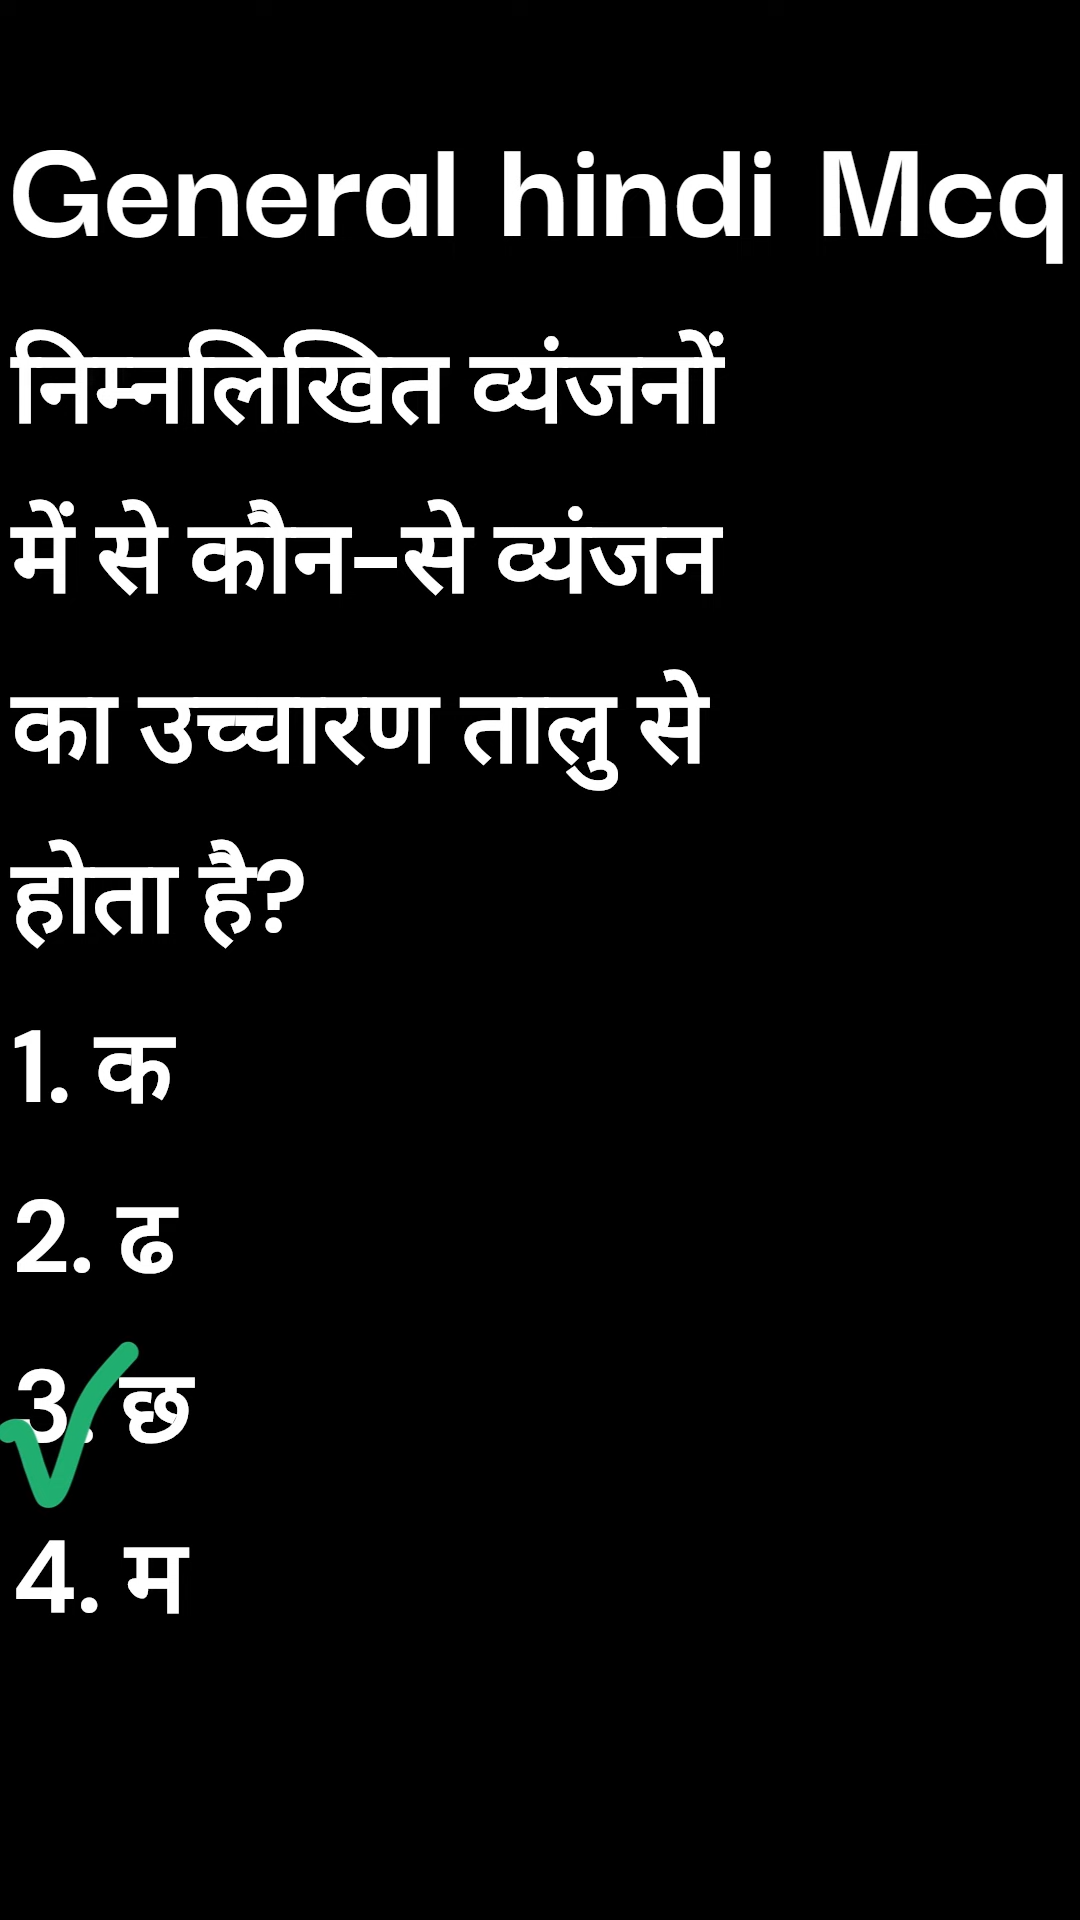 General hindi Mcq
निम्नलिखित व्यंजनों
में से कौन-से व्यंजन
का उच्चारण तालु से
होता है?
1. क
2. ढ
3. छ
4. म